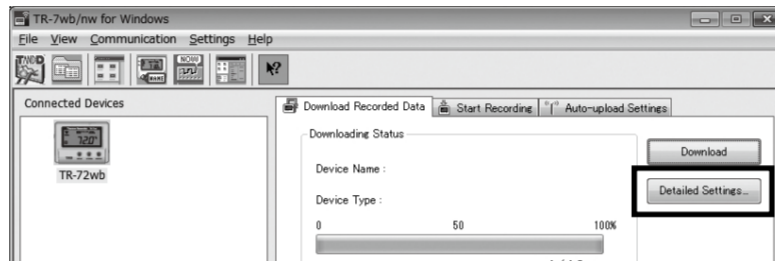 TR-7wb/nw for Windows
File View Communication Settings Help
Connected Devices
TR-72wb
Download Recorded Data Start Recording Auto-upload Settings
Downloading Status
Device Name :
Device Type :
0 50 100%
Download
Detailed Settings...